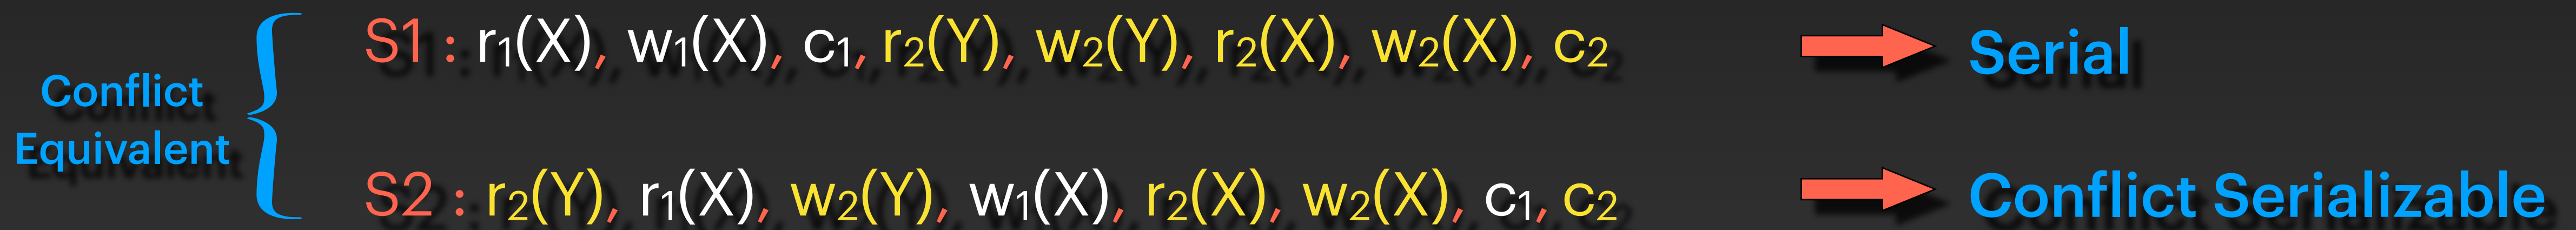 S1 : r₁(X), w₁(X), c₁, r₂(Y), w₂(Y), r₂(X), w₂(X), c₂ Serial
Conflict
Equivalent
S2 : r₂(Y), r₁(X), w₂(Y), w₁(X), r₂(X), w₂(X), c₁, c₂ Conflict Serializable